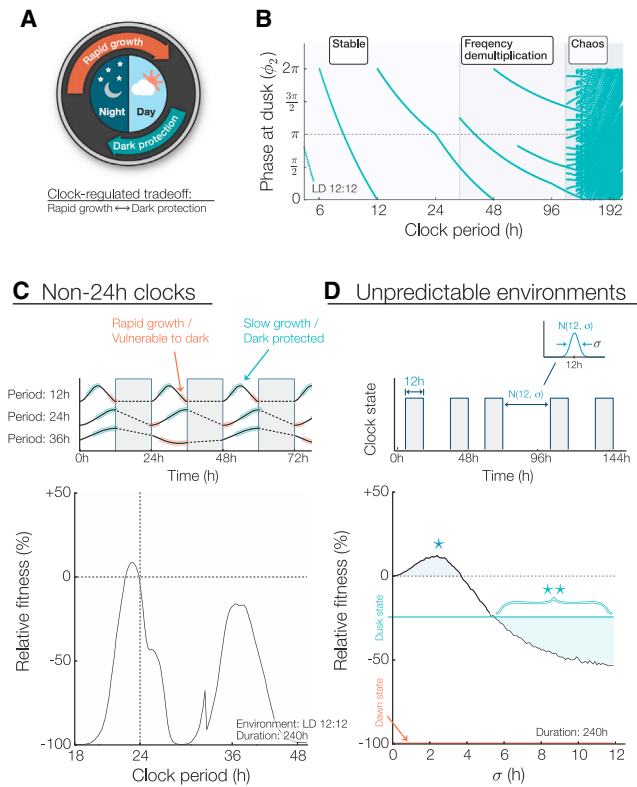 A
Rapid growth
Night
Day
Dark protection
Clock-regulated tradeoff:
Rapid growth ⟷ Dark protection
B
Stable
Freqency
demultiplication
Chaos
Phase at dusk (ϕ₂)
2π
3π/2
π
π/2
0
LD 12:12
6
12
24
48
96
192
Clock period (h)
C Non-24h clocks
Rapid growth /
Vulnerable to dark
Slow growth /
Dark protected
Period: 12h
Period: 24h
Period: 36h
0h
24h
48h
72h
Time (h)
Relative fitness (%)
+50
0
-50
-100
Environment: LD 12:12
Duration: 240h
18
24
36
48
Clock period (h)
D Unpredictable environments
N(12, σ)
σ
12h
Clock state
12h
N(12, σ)
0h
48h
96h
144h
Time (h)
Relative fitness (%)
+50
0
-50
-100
Dusk state
Dawn state
Duration: 240h
0
2
4
6
8
10
12
σ (h)